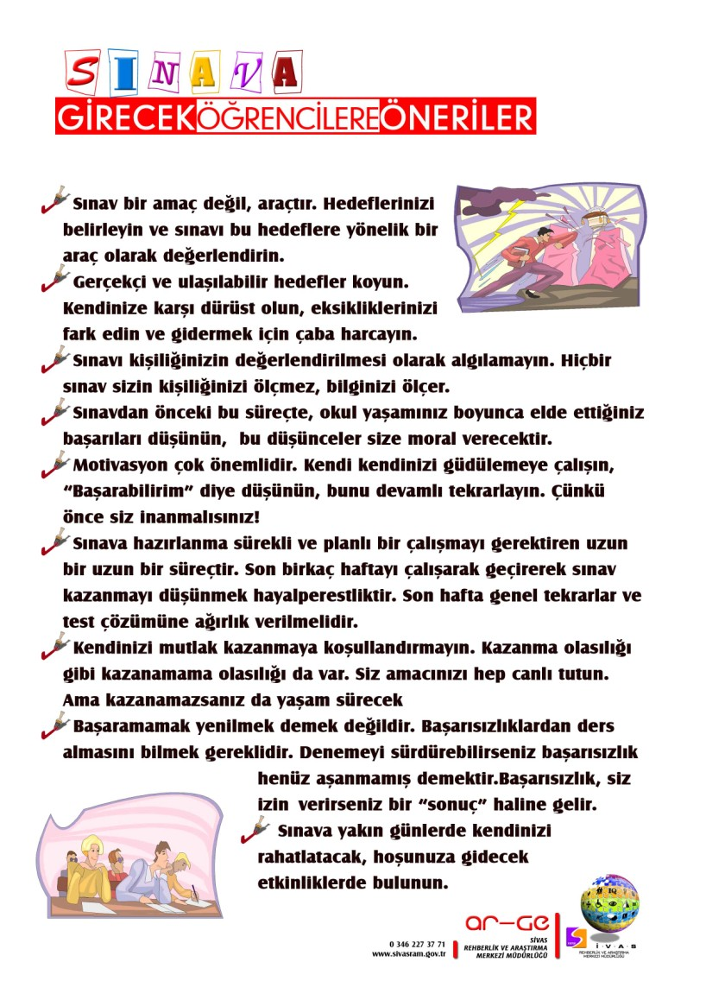 SINAVA
GİRECEKÖĞRENCİLEREÖNERİLER
Sınav bir amaç değil, araçtır. Hedeflerinizi
belirleyin ve sınavı bu hedeflere yönelik bir
araç olarak değerlendirin.
Gerçekçi ve ulaşılabilir hedefler koyun.
Kendinize karşı dürüst olun, eksikliklerinizi
fark edin ve gidermek için çaba harcayın.
Sınavı kişiliğinizin değerlendirilmesi olarak algılamayın. Hiçbir
sınav sizin kişiliğinizi ölçmez, bilginizi ölçer.
Sınavdan önceki bu süreçte, okul yaşamınız boyunca elde ettiğiniz
başarıları düşünün,  bu düşünceler size moral verecektir.
Motivasyon çok önemlidir. Kendi kendinizi güdülemeye çalışın,
“Başarabilirim” diye düşünün, bunu devamlı tekrarlayın. Çünkü
önce siz inanmalısınız!
Sınava hazırlanma sürekli ve planlı bir çalışmayı gerektiren uzun
bir uzun bir süreçtir. Son birkaç haftayı çalışarak geçirerek sınav
kazanmayı düşünmek hayalperestliktir. Son hafta genel tekrarlar ve
test çözümüne ağırlık verilmelidir.
Kendinizi mutlak kazanmaya koşullandırmayın. Kazanma olasılığı
gibi kazanamama olasılığı da var. Siz amacınızı hep canlı tutun.
Ama kazanamazsanız da yaşam sürecek
Başaramamak yenilmek demek değildir. Başarısızlıklardan ders
almasını bilmek gereklidir. Denemeyi sürdürebilirseniz başarısızlık
henüz aşanmamış demektir.Başarısızlık, siz
izin  verirseniz bir “sonuç” haline gelir.
Sınava yakın günlerde kendinizi
rahatlatacak, hoşunuza gidecek
etkinliklerde bulunun.
0 346 227 37 71
www.sivasram.gov.tr
ar-Ge
SİVAS
REHBERLİK VE ARAŞTIRMA
MERKEZİ MÜDÜRLÜĞÜ
S İ V A S
REHBERLİK VE ARAŞTIRMA
MERKEZİ MÜDÜRLÜĞÜ